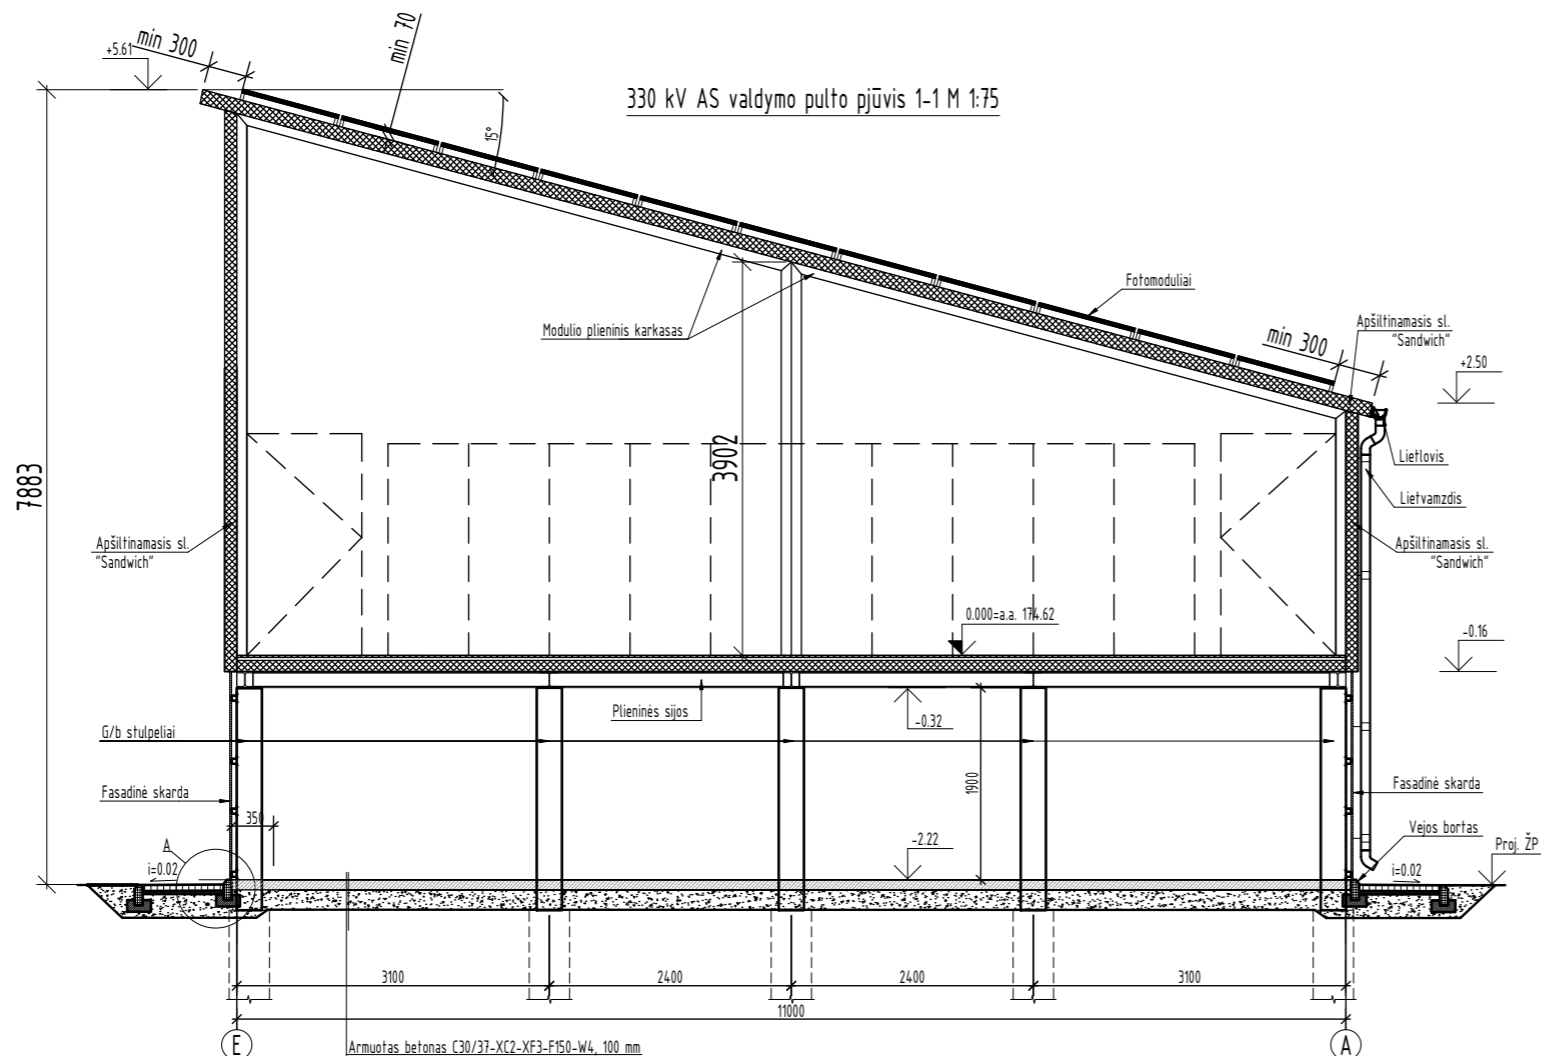 +5.61
min 300
min 70
330 kV AS valdymo pulto pjūvis 1-1 M 1:75
15°
Fotomoduliai
Modulio plieninis karkasas
min 300
Apšiltinamasis sl.
"Sandwich"
+2.50
7883
3902
Lietlovis
Lietvamzdis
Apšiltinamasis sl.
"Sandwich"
Apšiltinamasis sl.
"Sandwich"
0.000=a.a. 174.62
-0.16
Plieninės sijos
-0.32
G/b stulpeliai
1900
Fasadinė skarda
Fasadinė skarda
350
Vejos bortas
A
-2.22
Proj. ŽP
i=0.02
i=0.02
3100
2400
2400
3100
11000
E
A
Armuotas betonas C30/37-XC2-XF3-F150-W4, 100 mm